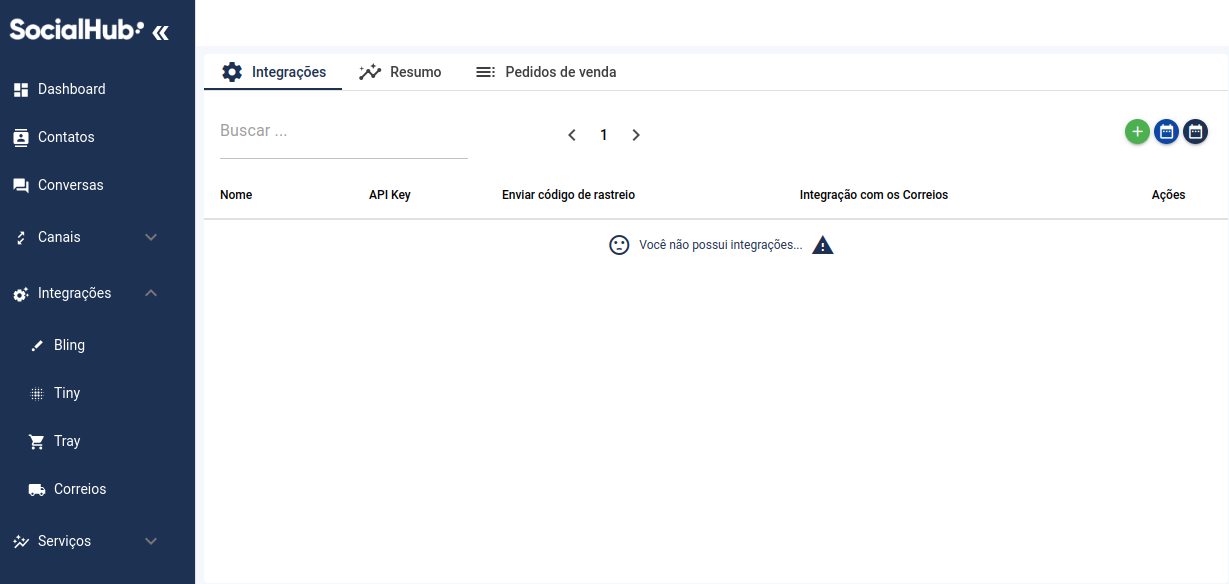 SocialHub
Dashboard
Contatos
Conversas
Canais
Integrações
Bling
Tiny
Tray
Correios
Serviços
Integrações Resumo Pedidos de venda
Buscar ... 1
Nome API Key Enviar código de rastreio Integração com os Correios Ações
Você não possui integrações...